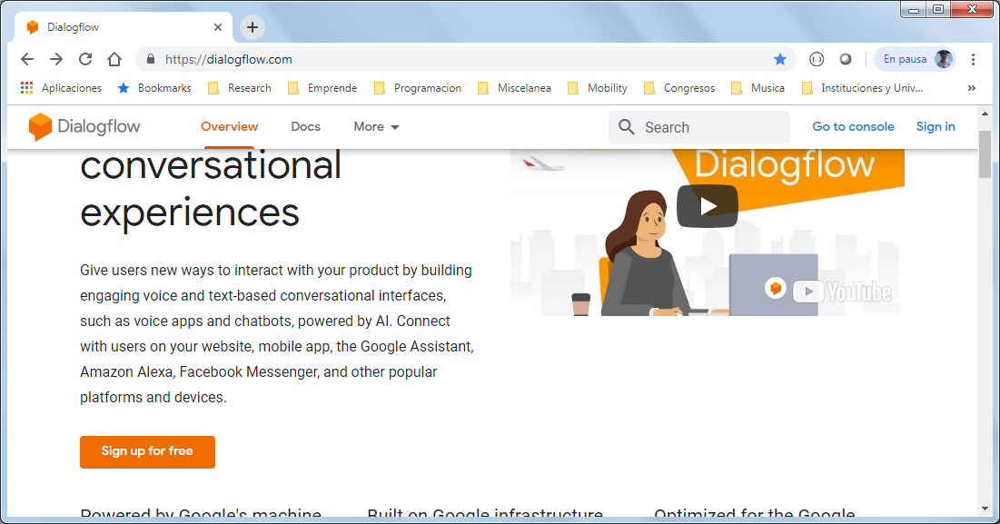 Dialogflow
https://dialogflow.com
En pausa
Aplicaciones Bookmarks Research Emprende Programacion Miscelanea Mobility Congresos Musica Instituciones y Univ... »
Dialogflow Overview Docs More Search Go to console Sign in
conversational
experiences
Dialogflow
YouTube
Give users new ways to interact with your product by building
engaging voice and text-based conversational interfaces,
such as voice apps and chatbots, powered by AI. Connect
with users on your website, mobile app, the Google Assistant,
Amazon Alexa, Facebook Messenger, and other popular
platforms and devices.
Sign up for free
Powered by Google's machine Built on Google infrastructure Optimized for the Google